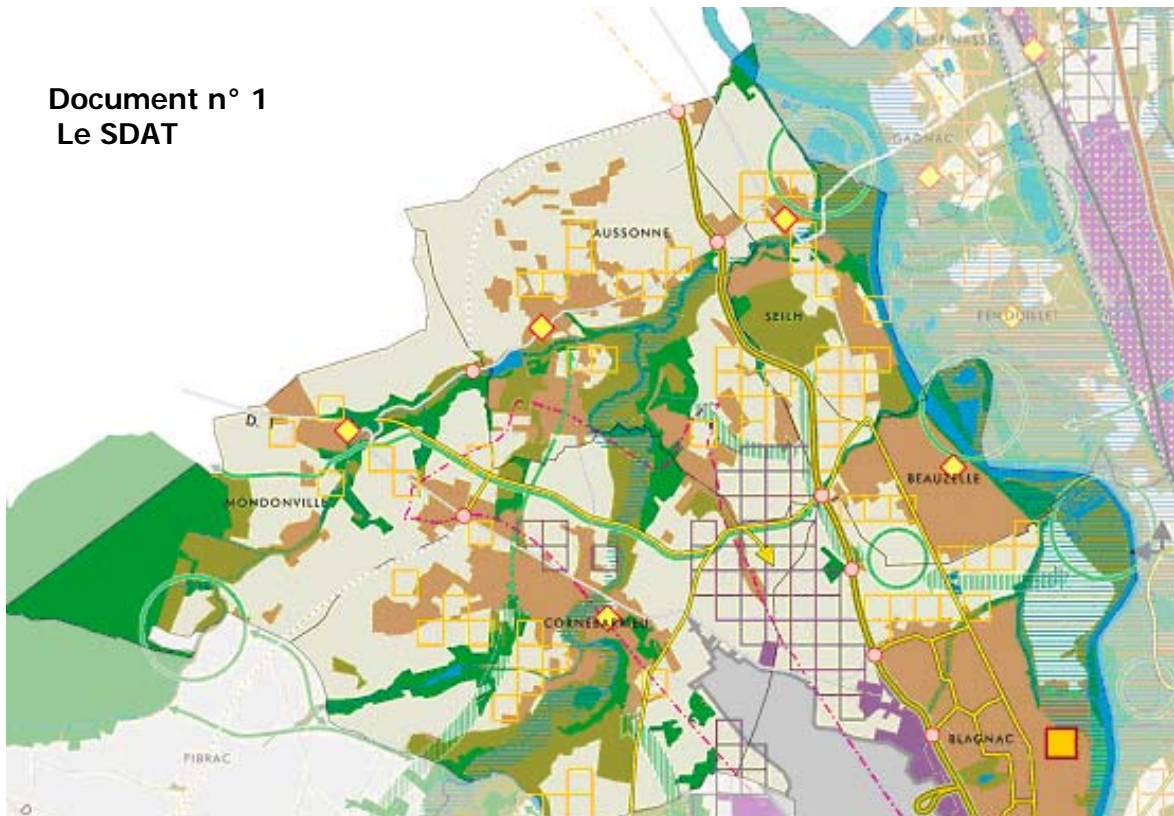 Document n° 1
Le SDAT
GAGNAC
AUSSONNE
SEILH
FENOUILLET
BEAUZELLE
MONDONVILLE
CORNEBARRIEU
BLAGNAC
PIBRAC